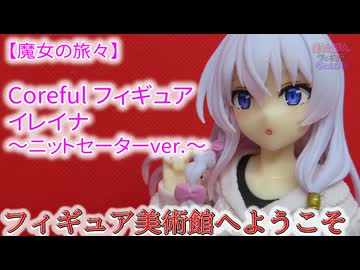 【魔女の旅々】
Coreful フィギュア
イレイナ
～ニットセーターver.～
フィギュア美術館へようこそ